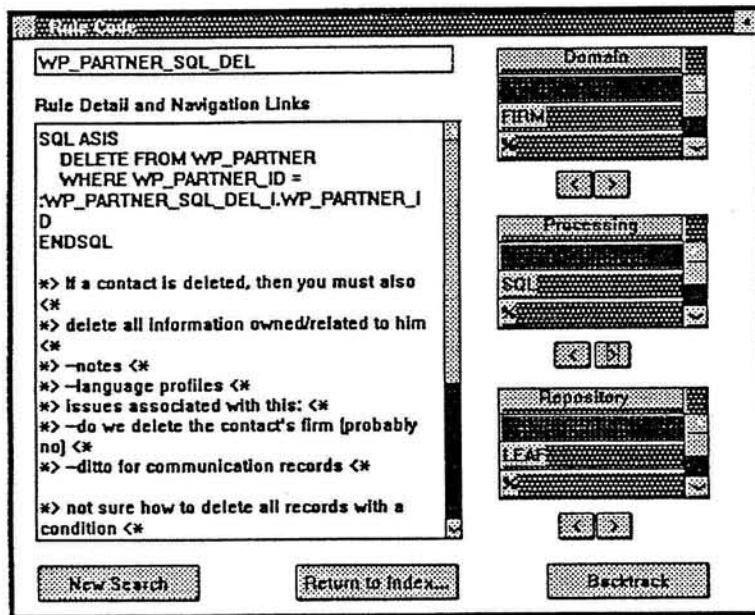 Rule Code
WP_PARTNER_SQL_DEL
Rule Detail and Navigation Links
SQL ASIS
DELETE FROM WP_PARTNER
WHERE WP_PARTNER_ID =
:WP_PARTNER_SQL_DEL_I.WP_PARTNER_I
D
ENDSQL
*> If a contact is deleted, then you must also
<*
*> delete all information owned/related to him
<*
*> –notes <*
*> –language profiles <*
*> issues associated with this: <*
*> –do we delete the contact's firm (probably
no) <*
*> –ditto for communication records <*
*> not sure how to delete all records with a
condition <*
Domain
FIRM
%
< >
Processing
SQL
%
< >
Repository
LEAF
%
< >
New Search
Return to Index...
Backtrack